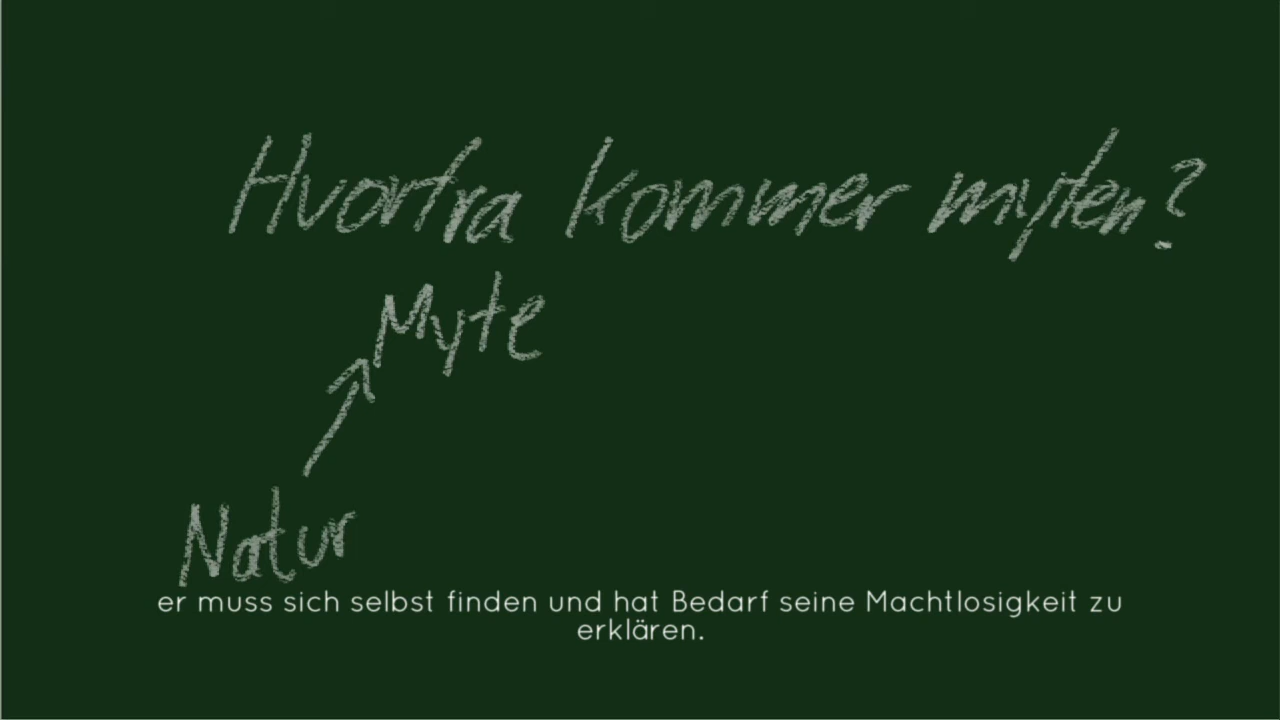 Hvorfra kommer myten?
Myte
Natur
er muss sich selbst finden und hat Bedarf seine Machtlosigkeit zu
erklären.